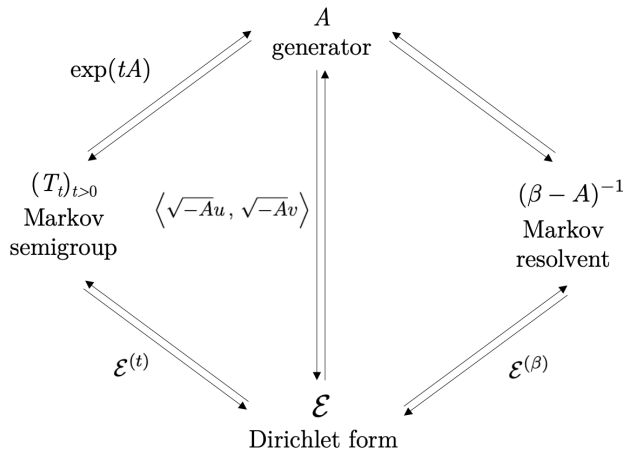 A
generator
exp(tA)
(T_t)_{t>0}
Markov
semigroup
⟨√−Au , √−Av⟩
(β − A)^{−1}
Markov
resolvent
ℰ^{(t)}
ℰ^{(β)}
ℰ
Dirichlet form